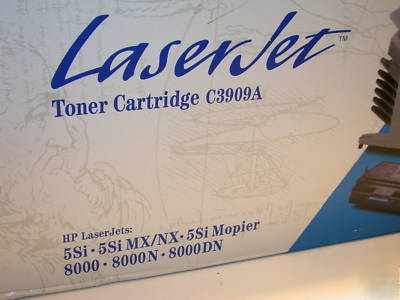 LaserJet™
Toner Cartridge C3909A
HP LaserJets:
5Si · 5Si MX/NX · 5Si Mopier
8000 · 8000N · 8000DN